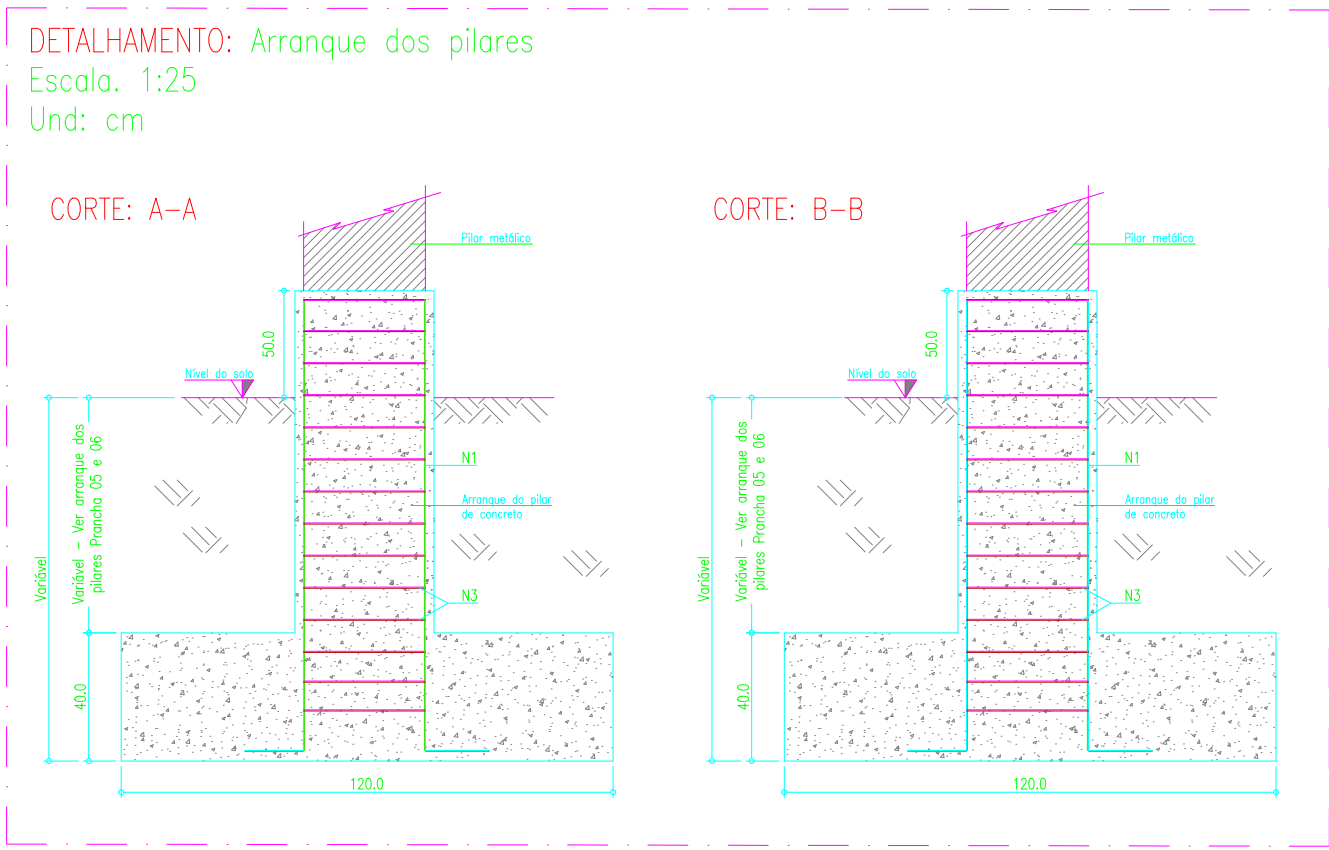 DETALHAMENTO: Arranque dos pilares
Escala. 1:25
Und: cm
CORTE: A-A
Pilar metálico
50.0
Nível do solo
Variável
Variável - Ver arranque dos
pilares Prancha 05 e 06
N1
Arranque do pilar
de concreto
N3
40.0
120.0
CORTE: B-B
Pilar metálico
50.0
Nível do solo
Variável
Variável - Ver arranque dos
pilares Prancha 05 e 06
N1
Arranque do pilar
de concreto
N3
40.0
120.0